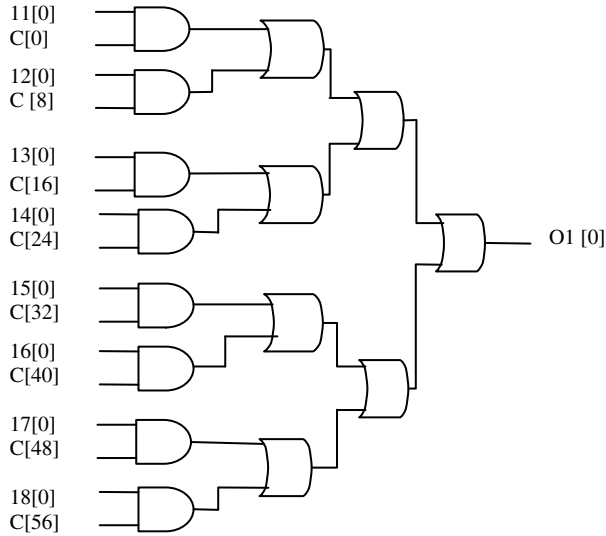 11[0]
C[0]
12[0]
C [8]
13[0]
C[16]
14[0]
C[24]
O1 [0]
15[0]
C[32]
16[0]
C[40]
17[0]
C[48]
18[0]
C[56]